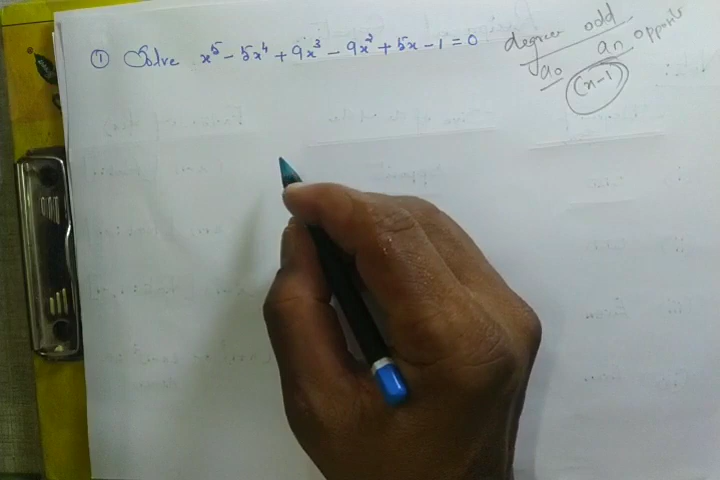 ① Solve x⁵ - 5x⁴ + 9x³ - 9x² + 5x - 1 = 0
degree odd
a₀ aₙ opposite
(x-1)